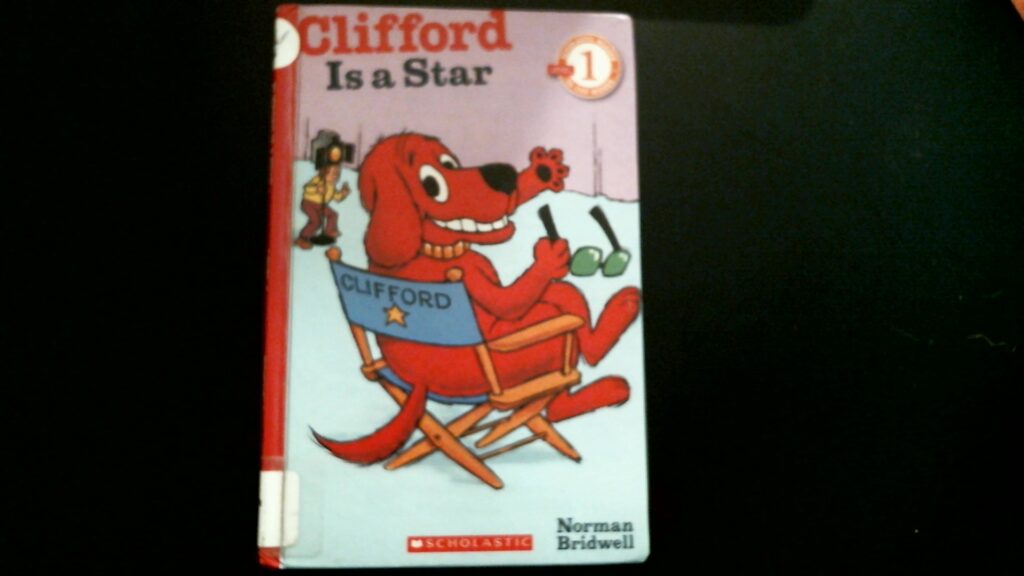 Clifford
Is a Star
1
CLIFFORD
SCHOLASTIC
Norman
Bridwell